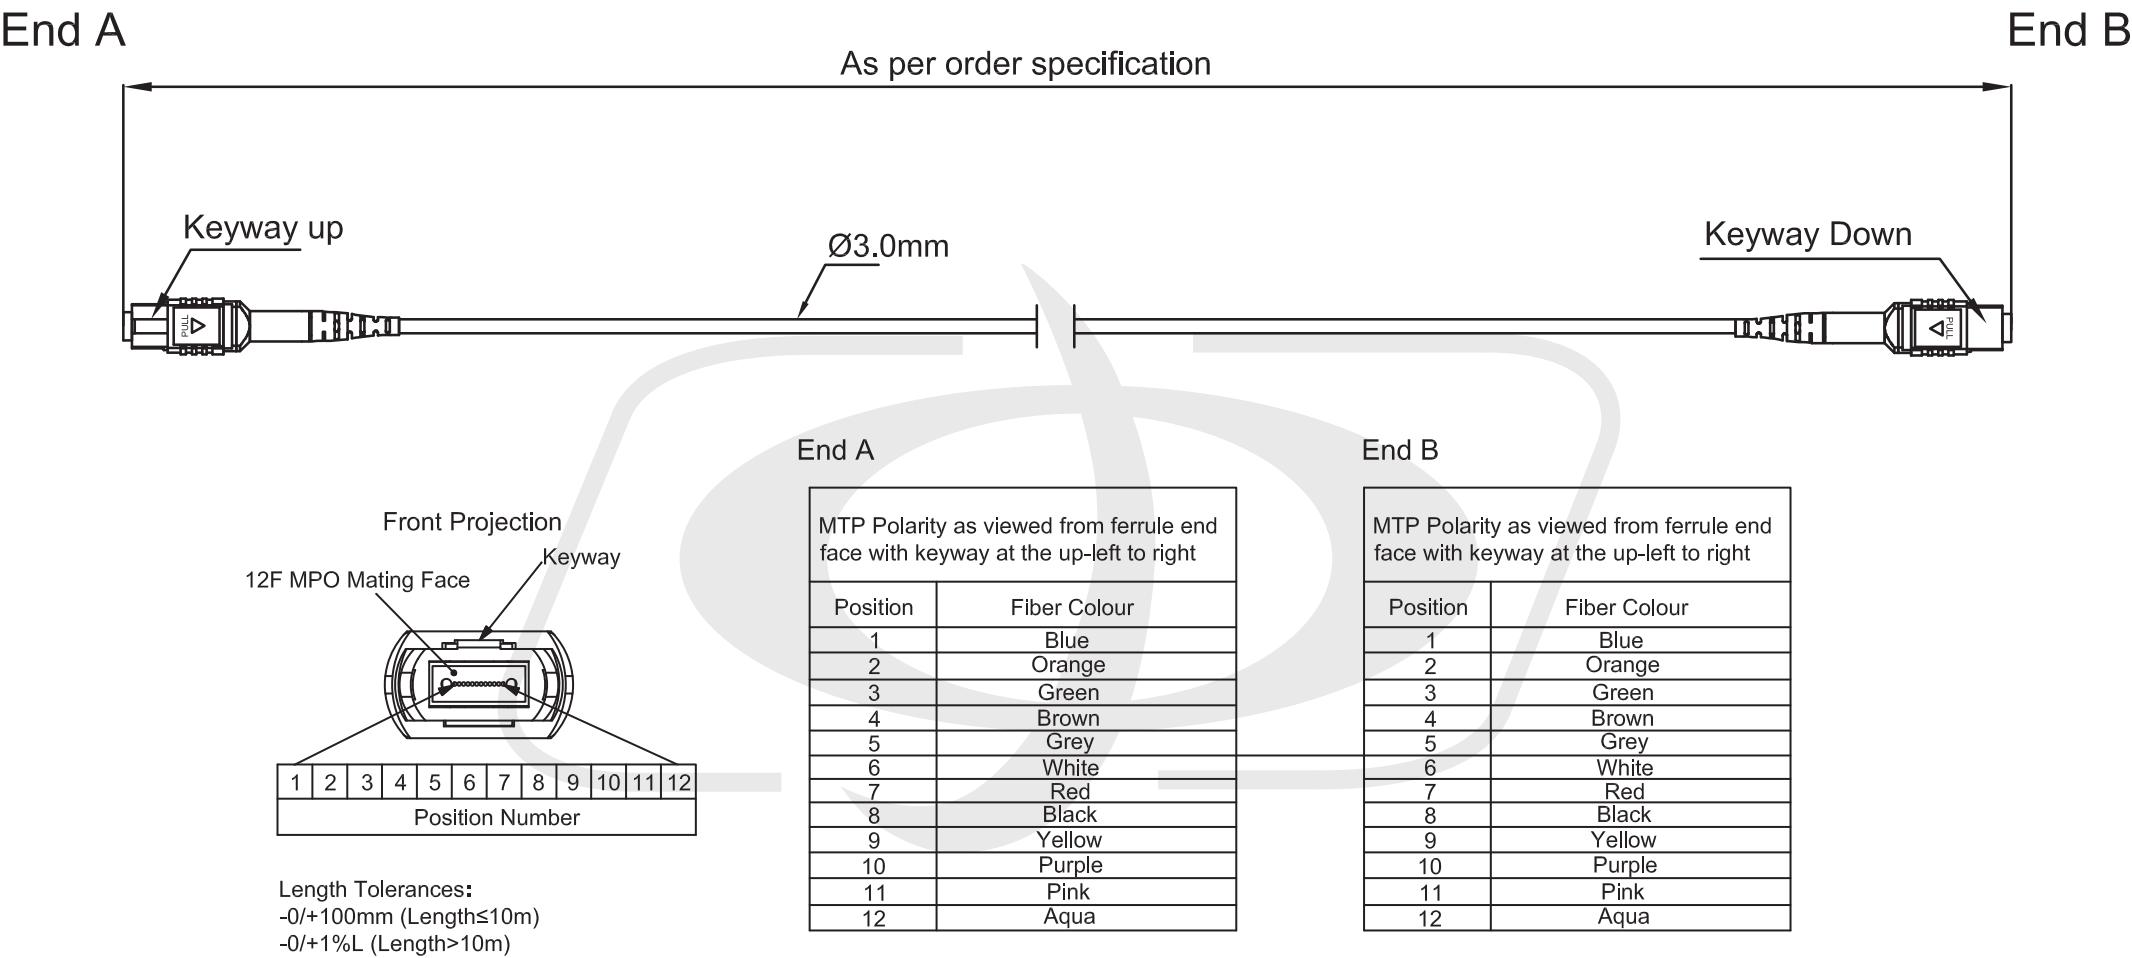 End A
End B
As per order specification
Keyway up
Ø3.0mm
Keyway Down
PULL
PULL
Front Projection
Keyway
12F MPO Mating Face
1 2 3 4 5 6 7 8 9 10 11 12
Position Number
Length Tolerances:
-0/+100mm (Length≤10m)
-0/+1%L (Length>10m)
End A
MTP Polarity as viewed from ferrule end
face with keyway at the up-left to right
Position Fiber Colour
1 Blue
2 Orange
3 Green
4 Brown
5 Grey
6 White
7 Red
8 Black
9 Yellow
10 Purple
11 Pink
12 Aqua
End B
MTP Polarity as viewed from ferrule end
face with keyway at the up-left to right
Position Fiber Colour
1 Blue
2 Orange
3 Green
4 Brown
5 Grey
6 White
7 Red
8 Black
9 Yellow
10 Purple
11 Pink
12 Aqua